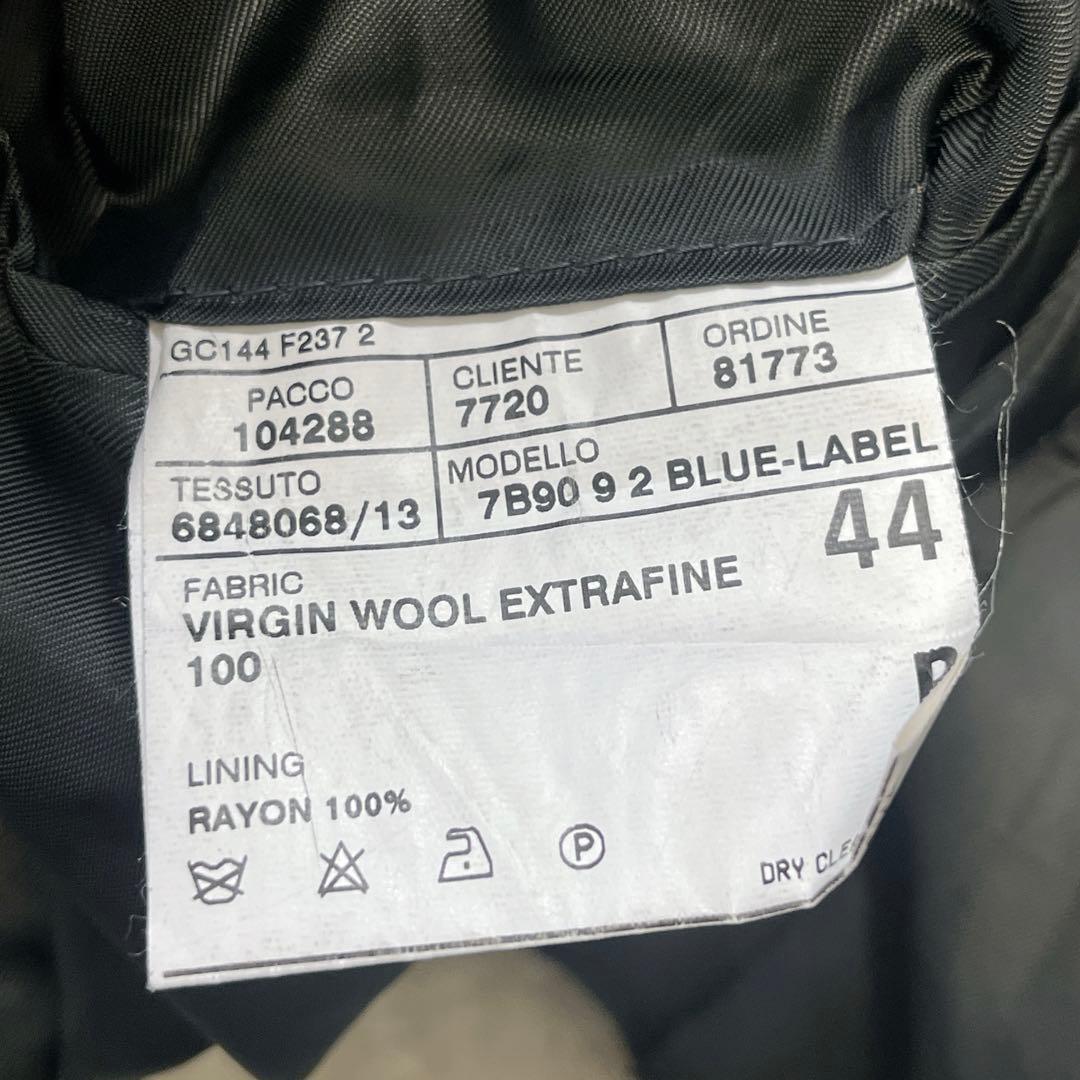 GC144 F237 2
PACCO
104288
CLIENTE
7720
ORDINE
81773
TESSUTO
6848068/13
MODELLO
7B90 9 2 BLUE-LABEL
44
FABRIC
VIRGIN WOOL EXTRAFINE
100
LINING
RAYON 100%
P
DRY